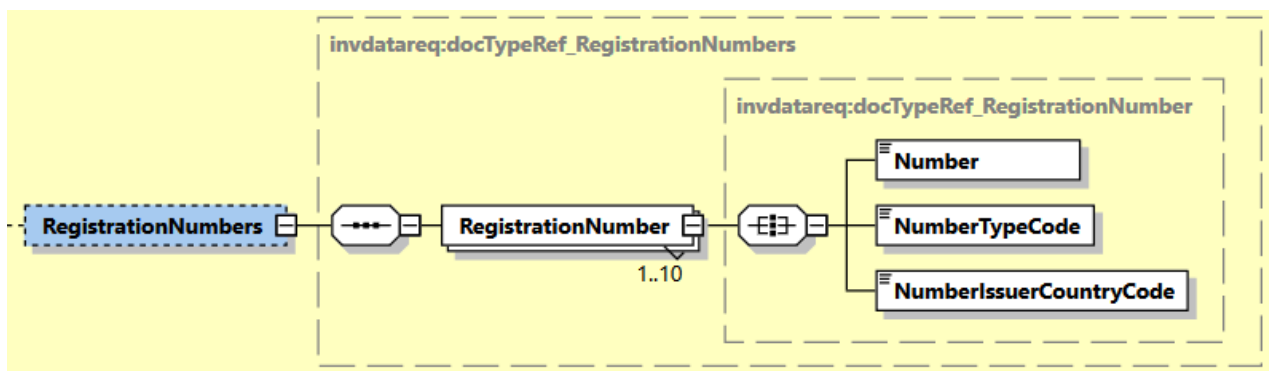 invdatareq:docTypeRef_RegistrationNumbers
invdatareq:docTypeRef_RegistrationNumber
Number
RegistrationNumbers
RegistrationNumber
NumberTypeCode
1..10
NumberIssuerCountryCode